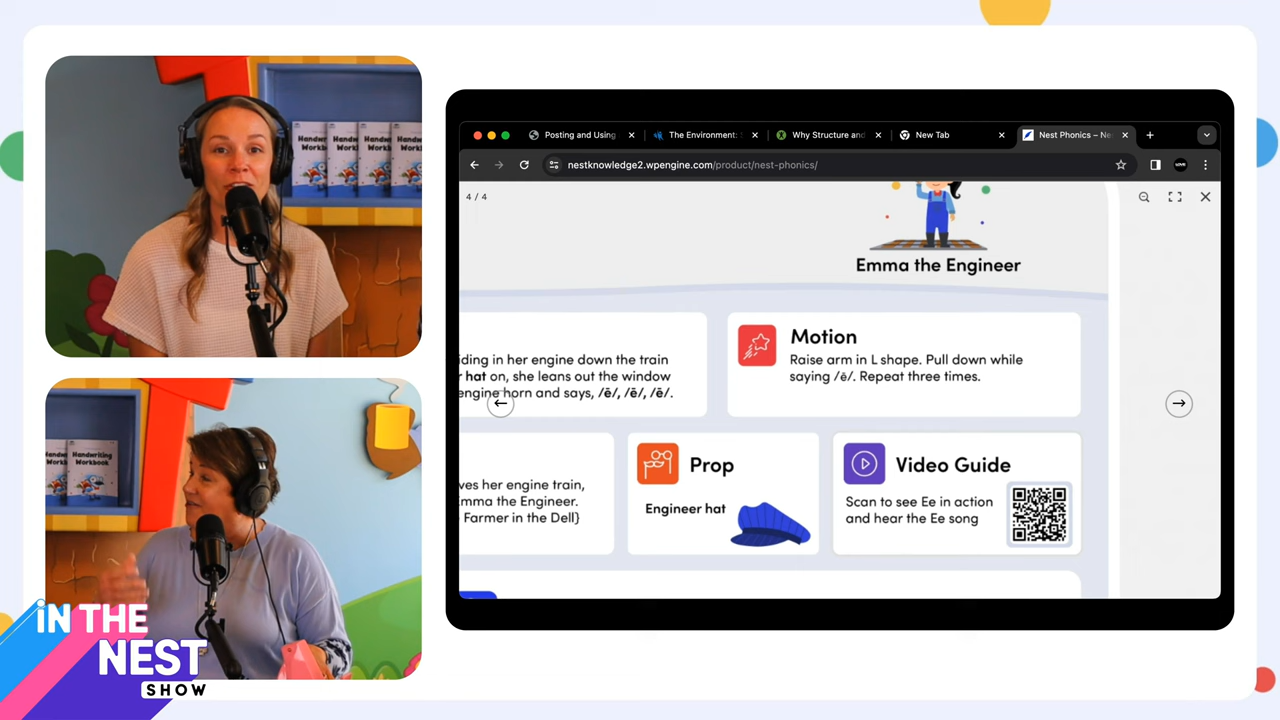 Handwriting
Workbook
Handwriting
Workbook
IN THE
NEST
SHOW
Posting and Using
The Environment:
Why Structure and
New Tab
Nest Phonics – Ne
nestknowledge2.wpengine.com/product/nest-phonics/
4 / 4
Emma the Engineer
iding in her engine down the train
hat on, she leans out the window
engine horn and says, /ē/, /ē/, /ē/.
Motion
Raise arm in L shape. Pull down while
saying /ē/. Repeat three times.
ves her engine train,
Emma the Engineer.
Farmer in the Dell}
Prop
Engineer hat
Video Guide
Scan to see Ee in action
and hear the Ee song